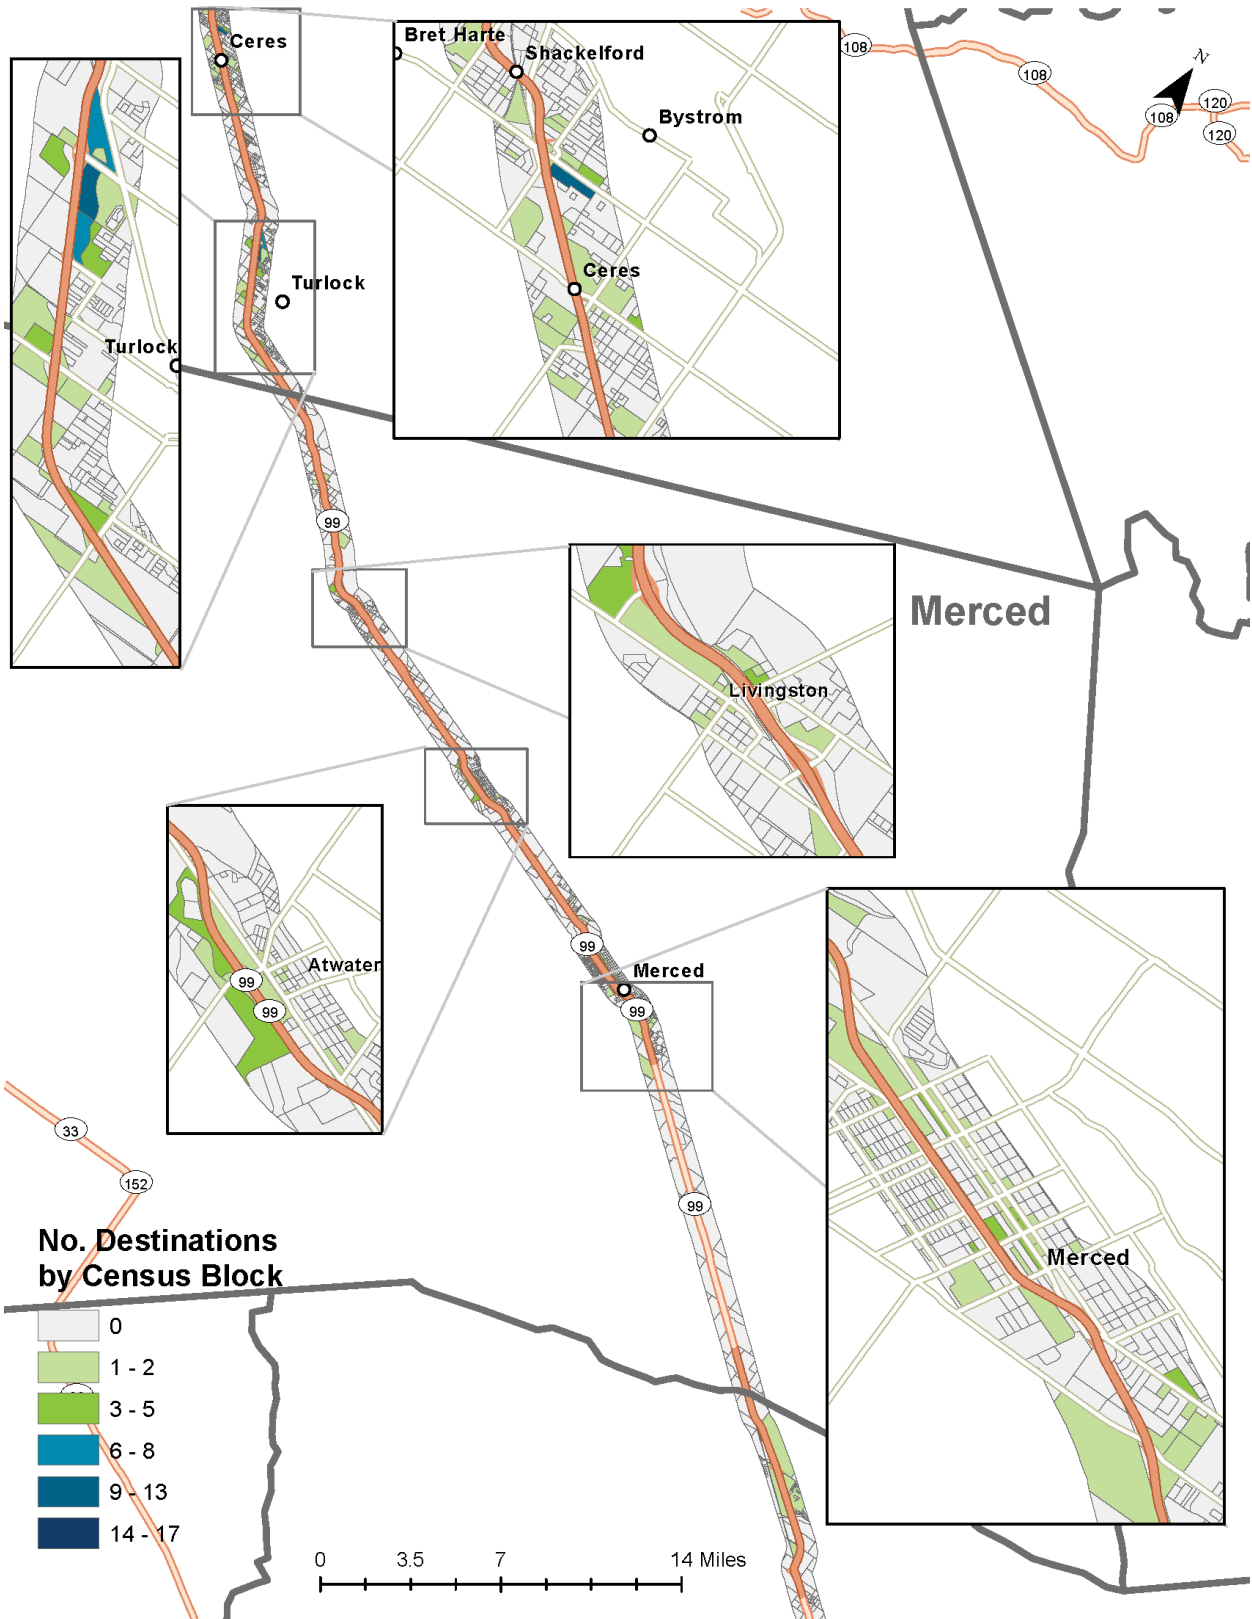 Ceres
Bret Harte
Shackelford
Bystrom
Ceres
108
108
108
120
120
N
Turlock
Turlock
99
Merced
Livingston
Atwater
99
99
99
Merced
99
Merced
33
152
99
No. Destinations
by Census Block
0
1 - 2
3 - 5
6 - 8
9 - 13
14 - 17
0 3.5 7 14 Miles